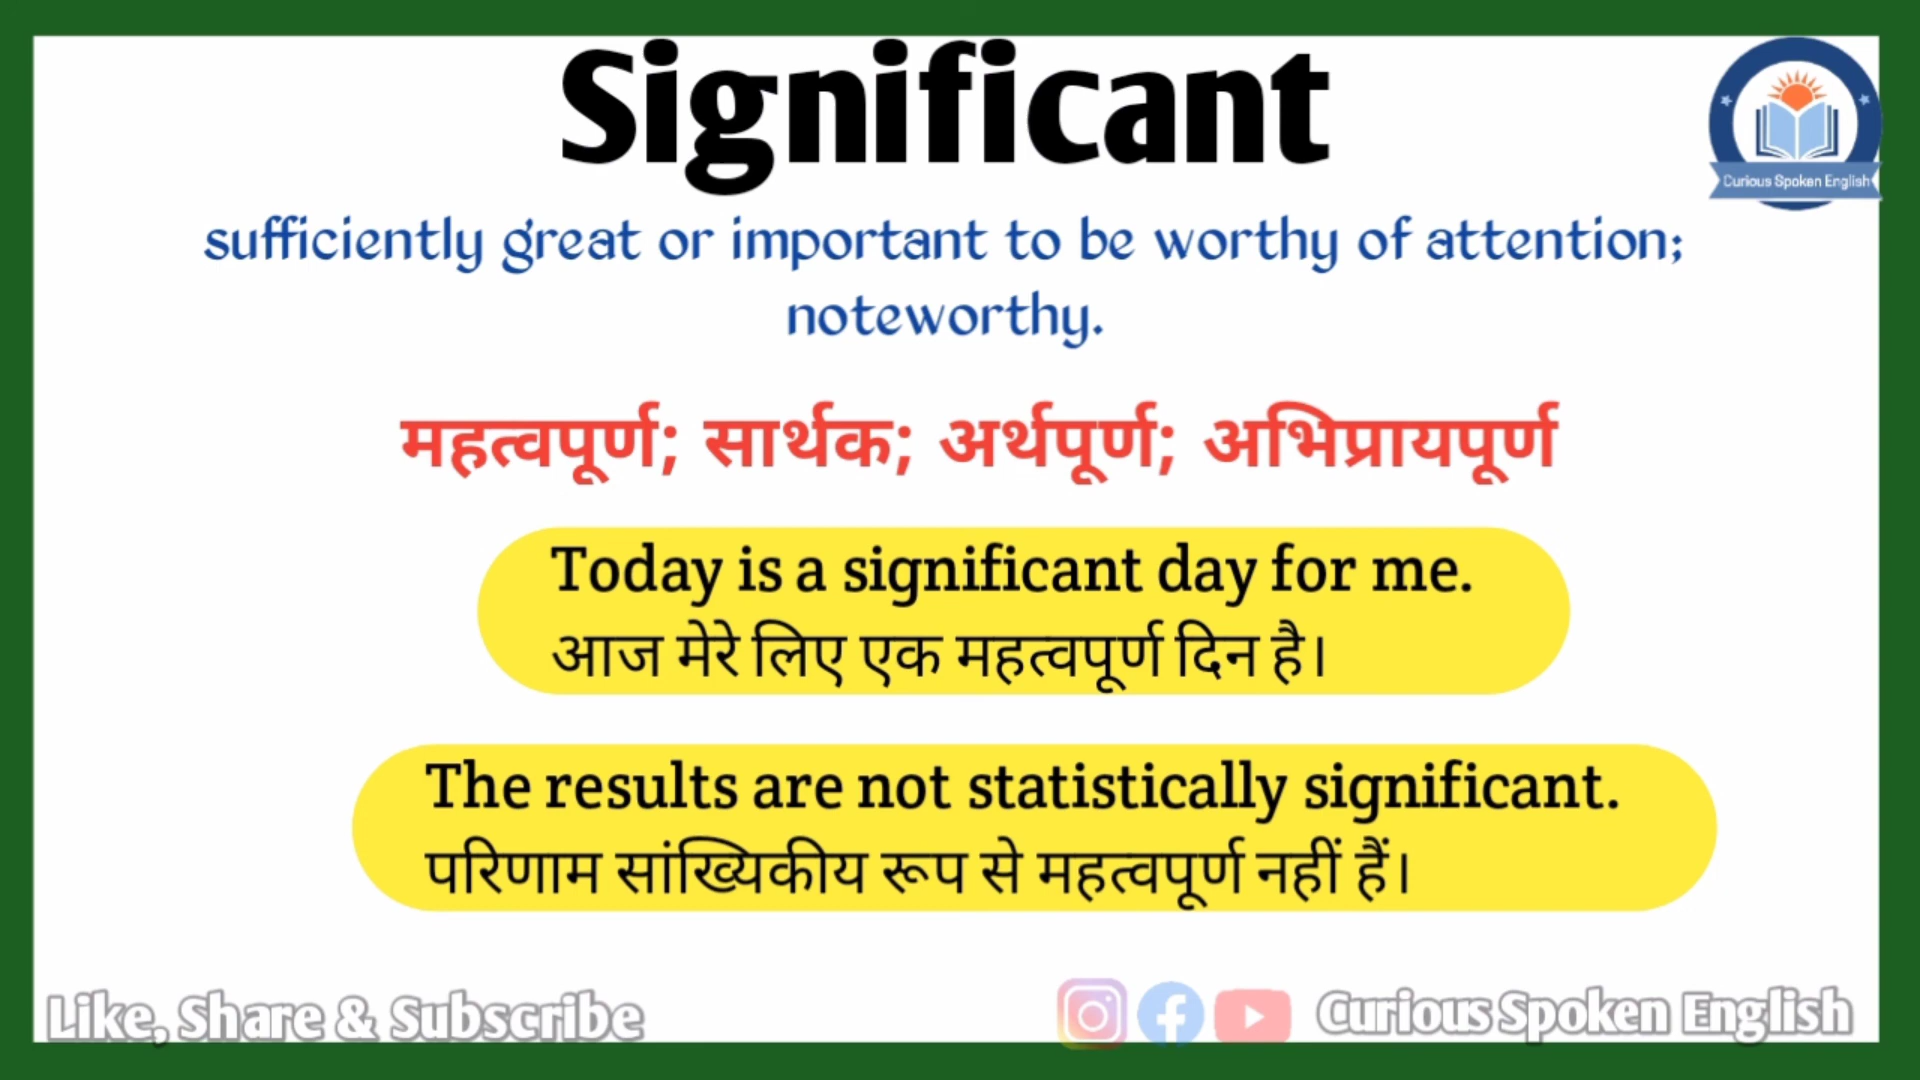 Significant
Curious Spoken English
sufficiently great or important to be worthy of attention;
noteworthy.
महत्वपूर्ण; सार्थक; अर्थपूर्ण; अभिप्रायपूर्ण
Today is a significant day for me.
आज मेरे लिए एक महत्वपूर्ण दिन है।
The results are not statistically significant.
परिणाम सांख्यिकीय रूप से महत्वपूर्ण नहीं हैं।
Like, Share & Subscribe
Curious Spoken English